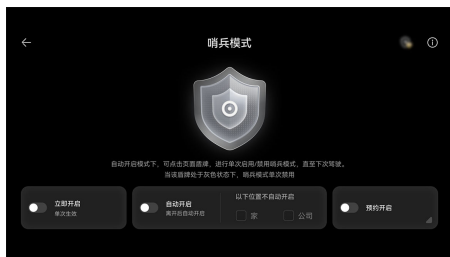 哨兵模式
自动开启模式下，可点击页面盾牌，进行单次启用/禁用哨兵模式，直至下次驾驶。
当该盾牌处于灰色状态下，哨兵模式单次禁用
立即开启
单次生效
自动开启
离开后自动开启
以下位置不自动开启
家
公司
预约开启